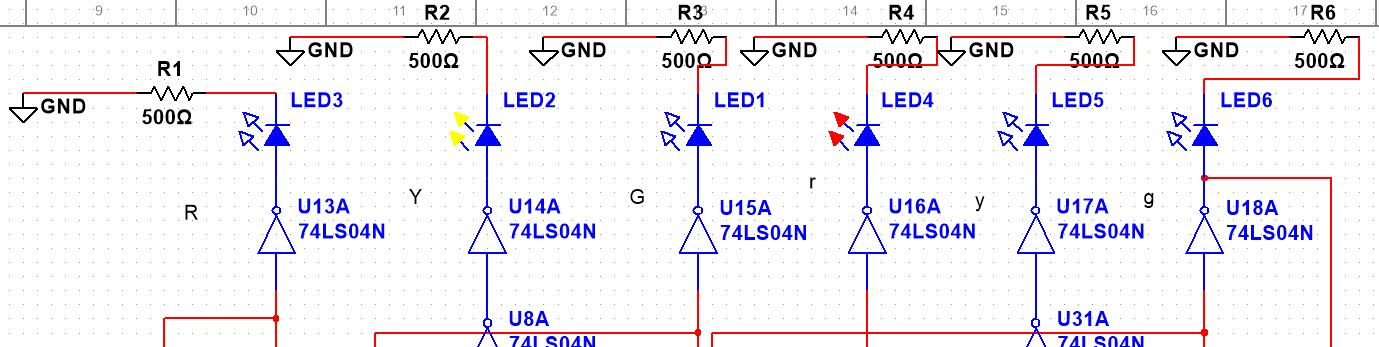 9 10 11 12 13 14 15 16 17
R2 R3 R4 R5 R6
GND GND GND GND GND
500Ω 500Ω 500Ω 500Ω 500Ω
R1
GND
500Ω
LED3 LED2 LED1 LED4 LED5 LED6
R Y G r y g
U13A U14A U15A U16A U17A U18A
74LS04N 74LS04N 74LS04N 74LS04N 74LS04N 74LS04N
U8A U31A
74LS04N 74LS04N